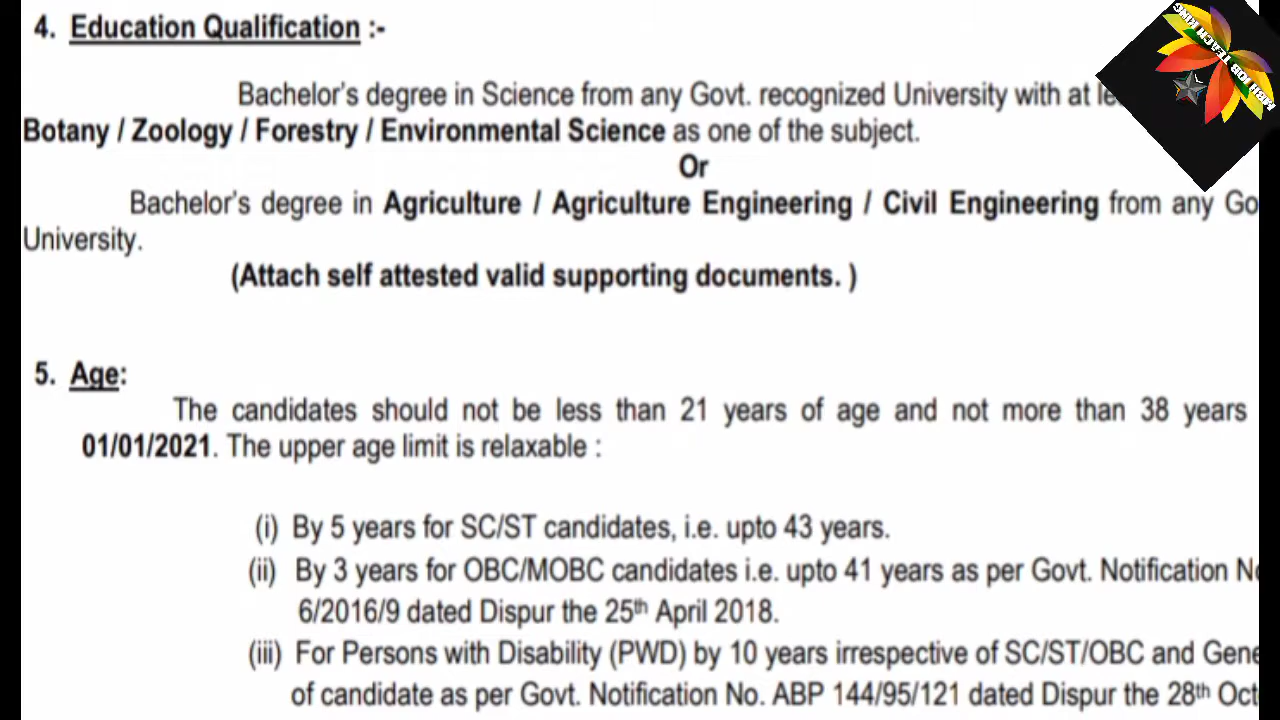 4. Education Qualification :-
Bachelor's degree in Science from any Govt. recognized University with at
Botany / Zoology / Forestry / Environmental Science as one of the subject.
Or
Bachelor's degree in Agriculture / Agriculture Engineering / Civil Engineering from any Go
University.
(Attach self attested valid supporting documents. )
5. Age:
The candidates should not be less than 21 years of age and not more than 38 years
01/01/2021. The upper age limit is relaxable :
(i) By 5 years for SC/ST candidates, i.e. upto 43 years.
(ii) By 3 years for OBC/MOBC candidates i.e. upto 41 years as per Govt. Notification
6/2016/9 dated Dispur the 25th April 2018.
(iii) For Persons with Disability (PWD) by 10 years irrespective of SC/ST/OBC and Gene
of candidate as per Govt. Notification No. ABP 144/95/121 dated Dispur the 28th Oct
MBH JOB TEACH KING